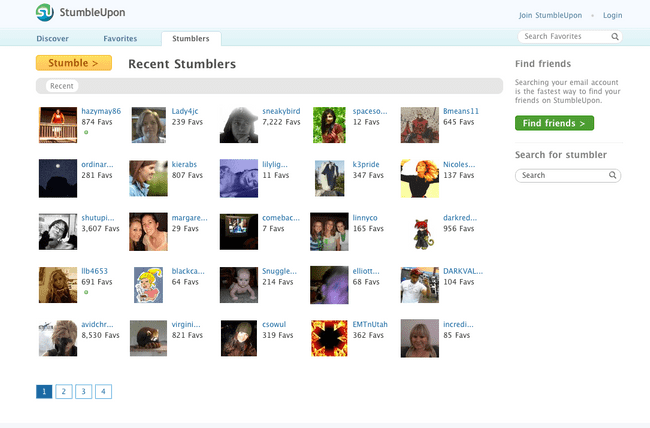 StumbleUpon
Join StumbleUpon
Login
Discover
Favorites
Stumblers
Search Favorites
Stumble >
Recent Stumblers
Recent
hazymay86
874 Favs
Lady4jc
239 Favs
sneakybird
7,222 Favs
spaceso...
12 Favs
8means11
645 Favs
ordinar...
281 Favs
kierabs
807 Favs
lilylig...
11 Favs
k3pride
347 Favs
Nicoles...
137 Favs
shutupi...
3,607 Favs
margare...
29 Favs
comebac...
7 Favs
linnyco
165 Favs
darkred...
956 Favs
llb4653
691 Favs
blackca...
64 Favs
Snuggle...
214 Favs
elliott...
68 Favs
DARKVAL...
104 Favs
avidchr...
8,530 Favs
virgini...
821 Favs
csowul
319 Favs
EMTnUtah
362 Favs
incredi...
85 Favs
1 2 3 4
Find friends
Searching your email account
is the fastest way to find your
friends on StumbleUpon.
Find friends >
Search for stumbler
Search